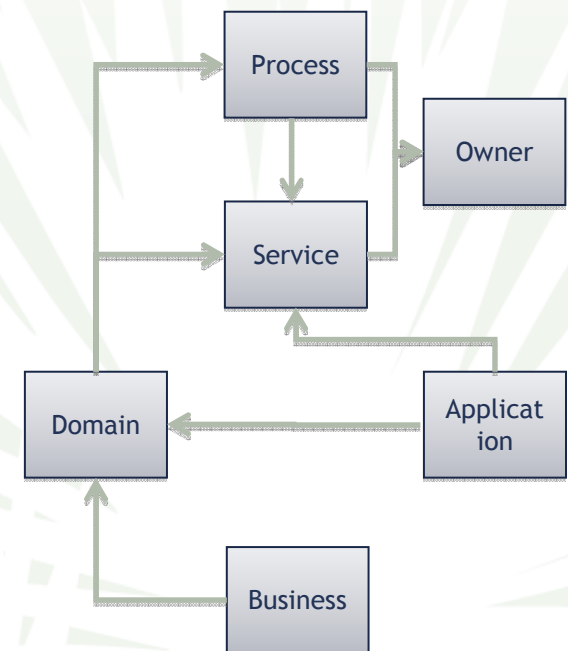 Process
Owner
Service
Domain
Applicat
ion
Business